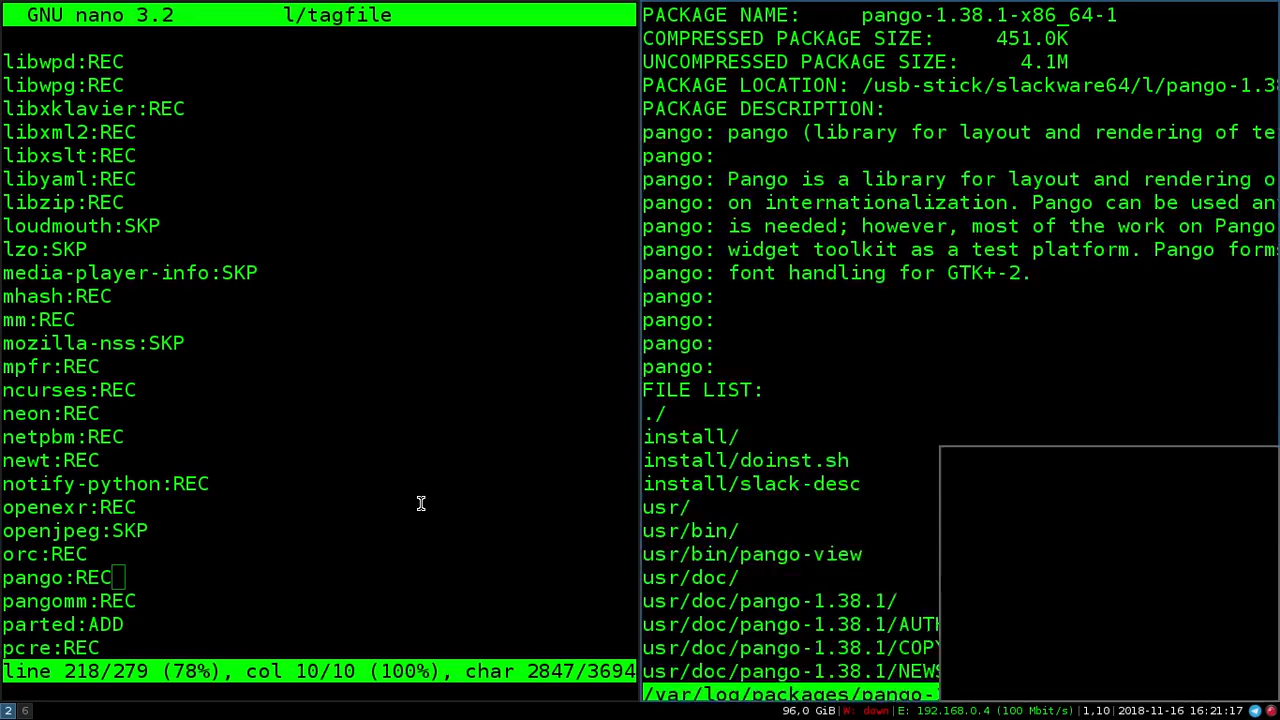 GNU nano 3.2 l/tagfile
libwpd:REC
libwpg:REC
libxklavier:REC
libxml2:REC
libxslt:REC
libyaml:REC
libzip:REC
loudmouth:SKP
lzo:SKP
media-player-info:SKP
mhash:REC
mm:REC
mozilla-nss:SKP
mpfr:REC
ncurses:REC
neon:REC
netpbm:REC
newt:REC
notify-python:REC
openexr:REC
openjpeg:SKP
orc:REC
pango:REC
pangomm:REC
parted:ADD
pcre:REC
line 218/279 (78%), col 10/10 (100%), char 2847/3694
PACKAGE NAME: pango-1.38.1-x86_64-1
COMPRESSED PACKAGE SIZE: 451.0K
UNCOMPRESSED PACKAGE SIZE: 4.1M
PACKAGE LOCATION: /usb-stick/slackware64/l/pango-1.3
PACKAGE DESCRIPTION:
pango: pango (library for layout and rendering of te
pango:
pango: Pango is a library for layout and rendering o
pango: on internationalization. Pango can be used an
pango: is needed; however, most of the work on Pango
pango: widget toolkit as a test platform. Pango form
pango: font handling for GTK+-2.
pango:
pango:
pango:
pango:
FILE LIST:
./
install/
install/doinst.sh
install/slack-desc
usr/
usr/bin/
usr/bin/pango-view
usr/doc/
usr/doc/pango-1.38.1/
usr/doc/pango-1.38.1/AUTH
usr/doc/pango-1.38.1/COPY
usr/doc/pango-1.38.1/NEWS
/var/log/packages/pango-
2 6 96,0 GiB|W: down|E: 192.168.0.4 (100 Mbit/s)|1,10|2018-11-16 16:21:17